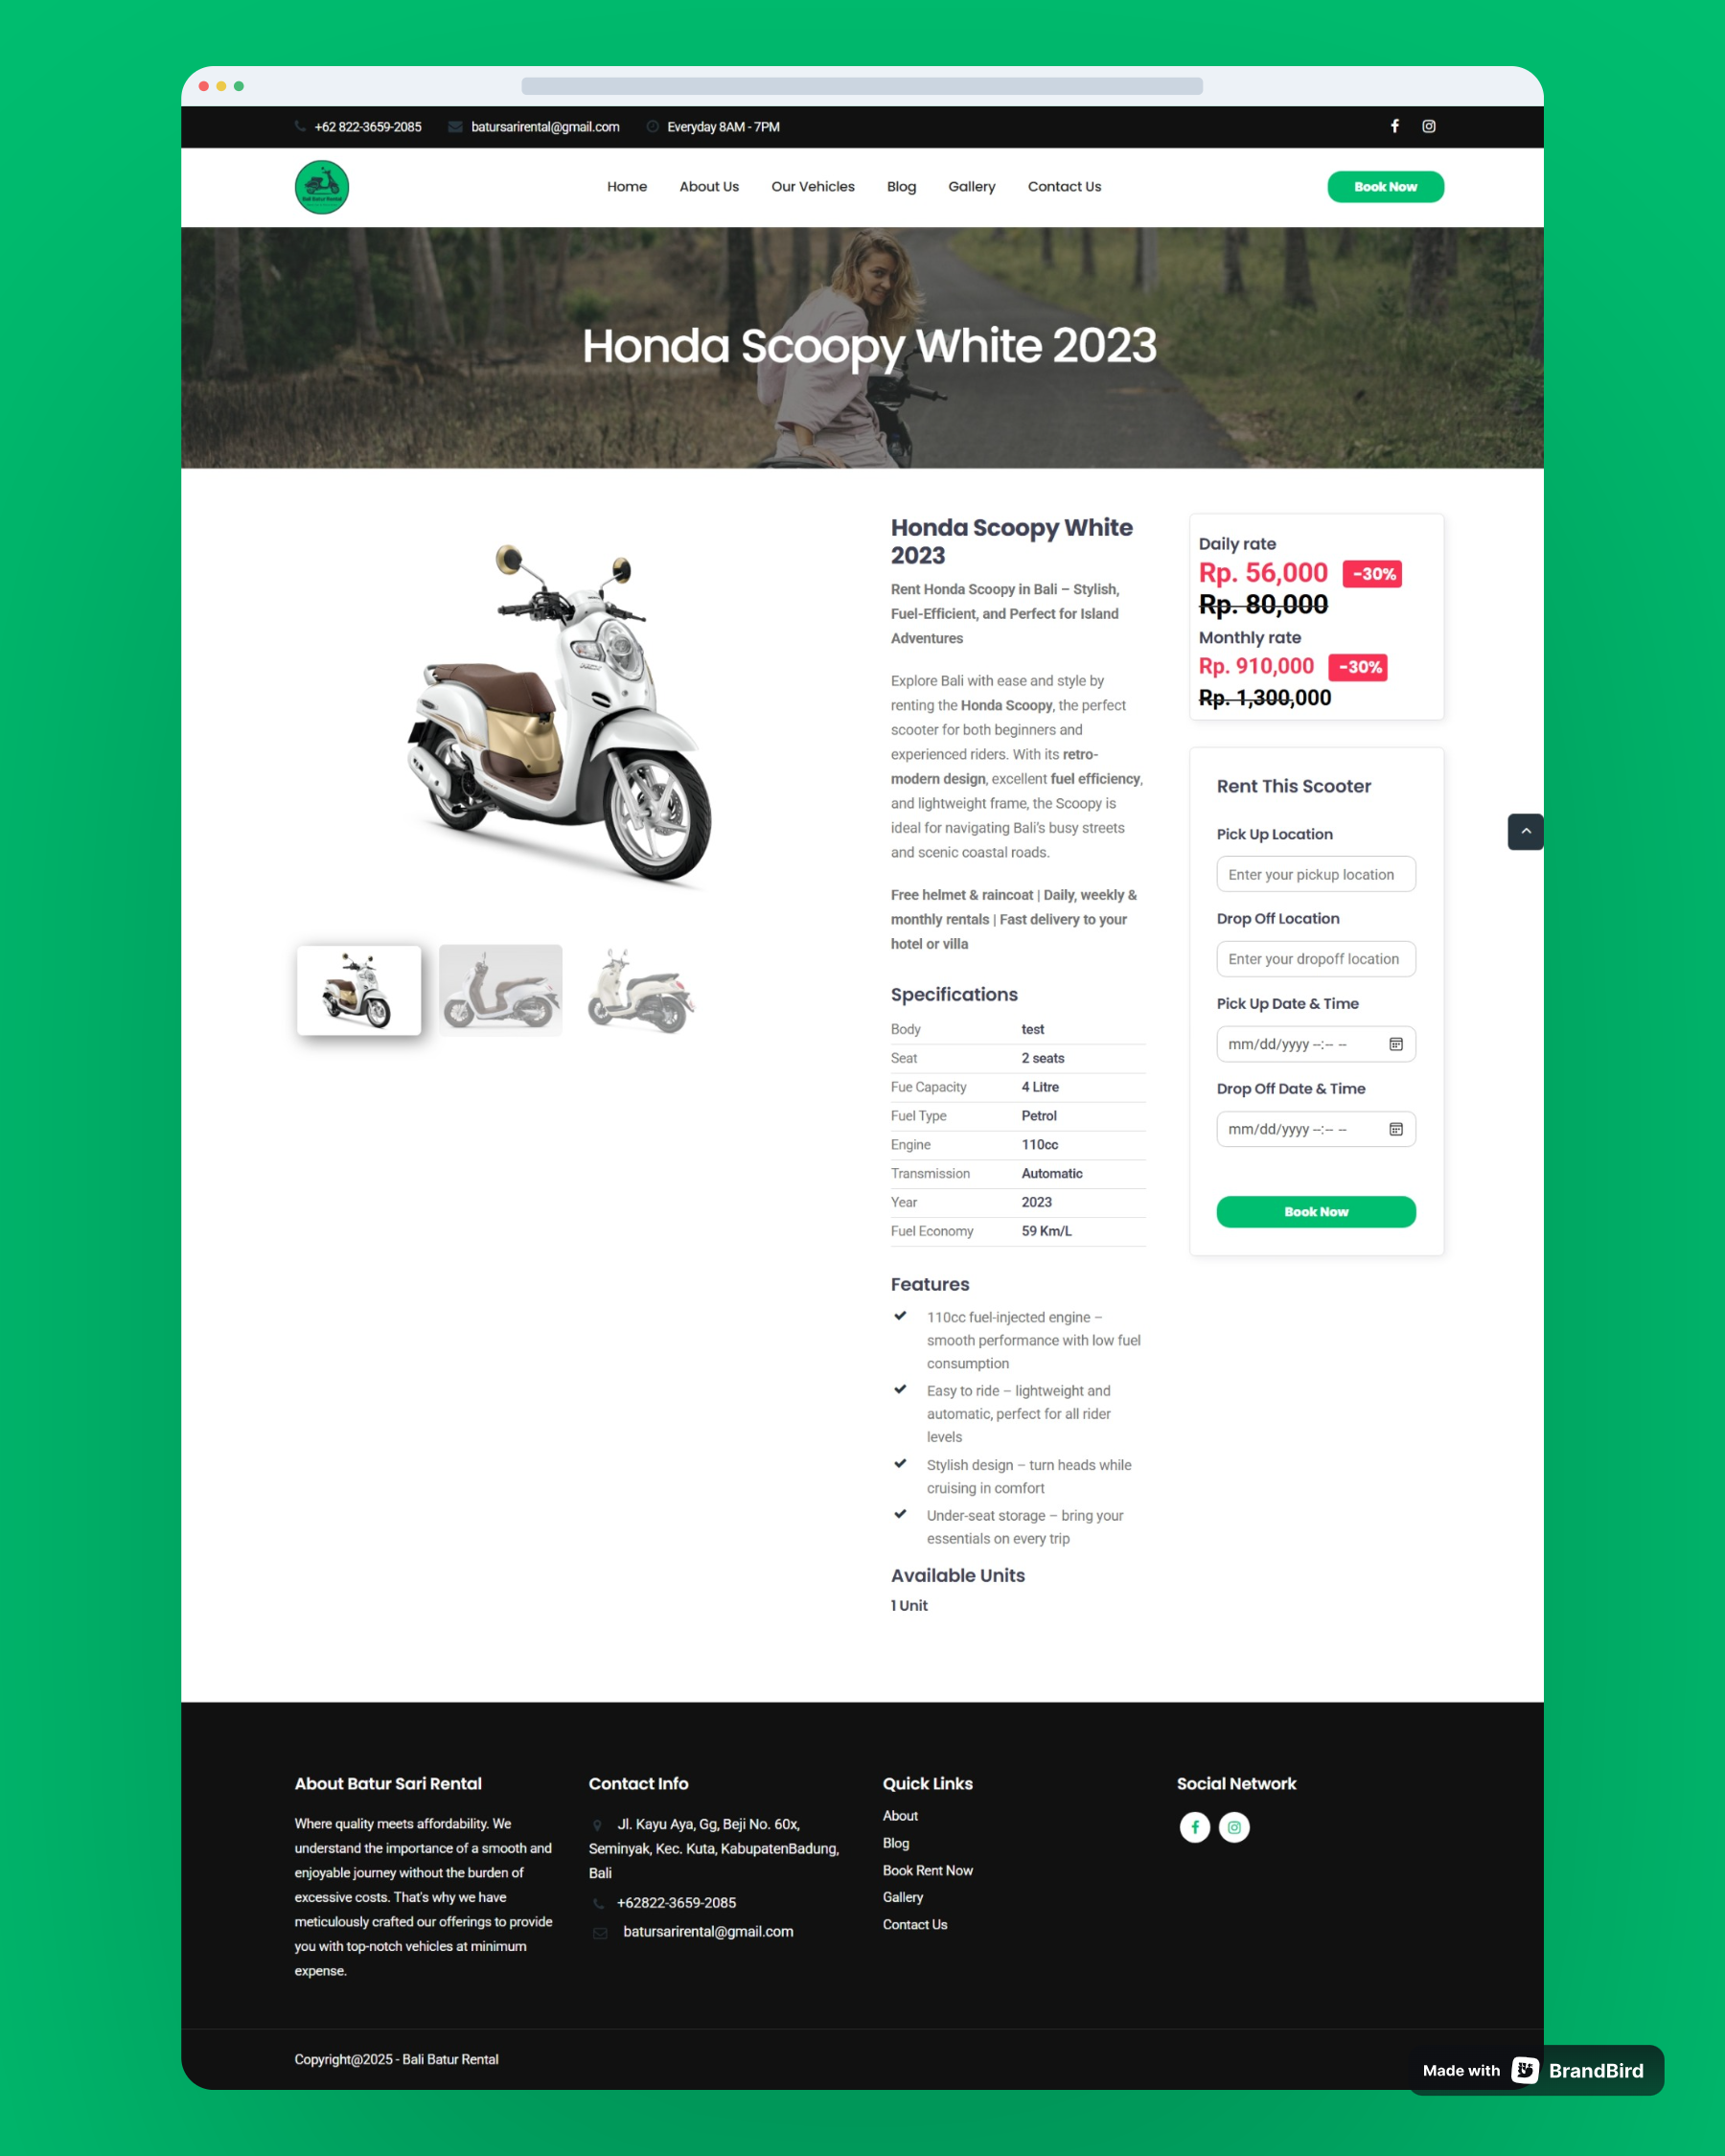 +62 822-3659-2085 batursarirental@gmail.com Everyday 8AM - 7PM
Bali Batur Rental
Home About Us Our Vehicles Blog Gallery Contact Us Book Now
Honda Scoopy White 2023
Honda Scoopy White
2023
Rent Honda Scoopy in Bali – Stylish,
Fuel-Efficient, and Perfect for Island
Adventures
Explore Bali with ease and style by
renting the Honda Scoopy, the perfect
scooter for both beginners and
experienced riders. With its retro-
modern design, excellent fuel efficiency,
and lightweight frame, the Scoopy is
ideal for navigating Bali's busy streets
and scenic coastal roads.
Free helmet & raincoat | Daily, weekly &
monthly rentals | Fast delivery to your
hotel or villa
Specifications
Body test
Seat 2 seats
Fue Capacity 4 Litre
Fuel Type Petrol
Engine 110cc
Transmission Automatic
Year 2023
Fuel Economy 59 Km/L
Features
110cc fuel-injected engine –
smooth performance with low fuel
consumption
Easy to ride – lightweight and
automatic, perfect for all rider
levels
Stylish design – turn heads while
cruising in comfort
Under-seat storage – bring your
essentials on every trip
Available Units
1 Unit
Daily rate
Rp. 56,000 -30%
Rp. 80,000
Monthly rate
Rp. 910,000 -30%
Rp. 1,300,000
Rent This Scooter
Pick Up Location
Enter your pickup location
Drop Off Location
Enter your dropoff location
Pick Up Date & Time
mm/dd/yyyy --:-- --
Drop Off Date & Time
mm/dd/yyyy --:-- --
Book Now
About Batur Sari Rental
Where quality meets affordability. We
understand the importance of a smooth and
enjoyable journey without the burden of
excessive costs. That's why we have
meticulously crafted our offerings to provide
you with top-notch vehicles at minimum
expense.
Contact Info
Jl. Kayu Aya, Gg, Beji No. 60x,
Seminyak, Kec. Kuta, KabupatenBadung,
Bali
+62822-3659-2085
batursarirental@gmail.com
Quick Links
About
Blog
Book Rent Now
Gallery
Contact Us
Social Network
Copyright@2025 - Bali Batur Rental
Made with BrandBird